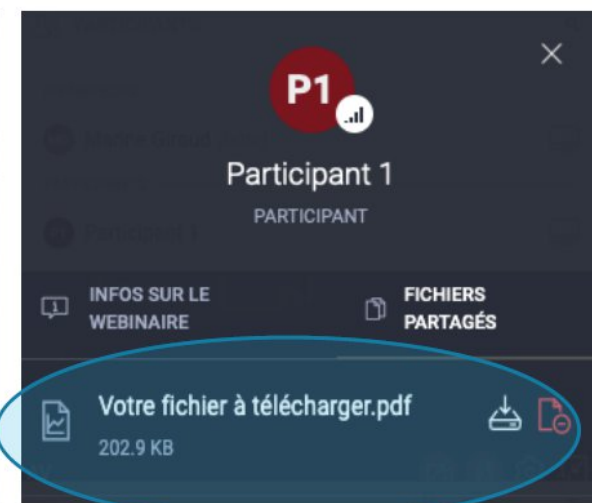 P1
Participant 1
PARTICIPANT
INFOS SUR LE
WEBINAIRE
FICHIERS
PARTAGÉS
Votre fichier à télécharger.pdf
202.9 KB